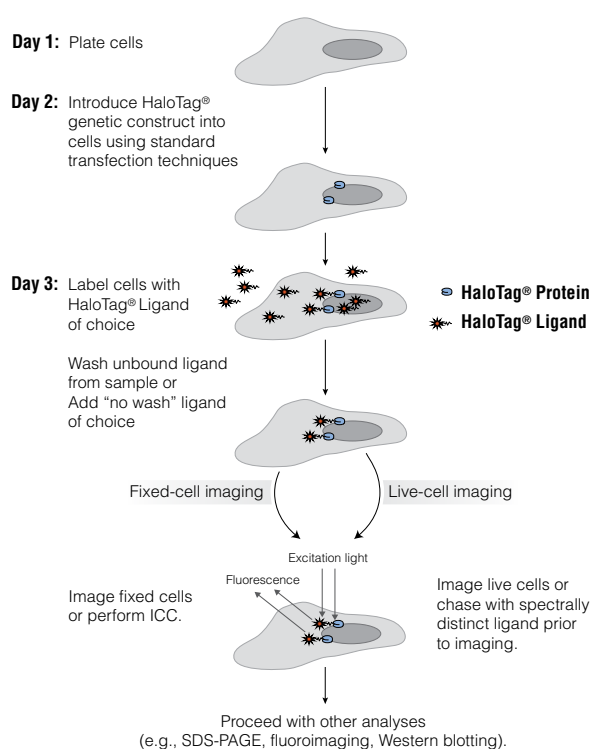 Day 1: Plate cells
Day 2: Introduce HaloTag®
genetic construct into
cells using standard
transfection techniques
Day 3: Label cells with
HaloTag® Ligand
of choice
HaloTag® Protein
HaloTag® Ligand
Wash unbound ligand
from sample or
Add “no wash” ligand
of choice
Fixed-cell imaging
Live-cell imaging
Excitation light
Fluorescence
Image fixed cells
or perform ICC.
Image live cells or
chase with spectrally
distinct ligand prior
to imaging.
Proceed with other analyses
(e.g., SDS-PAGE, fluoroimaging, Western blotting).